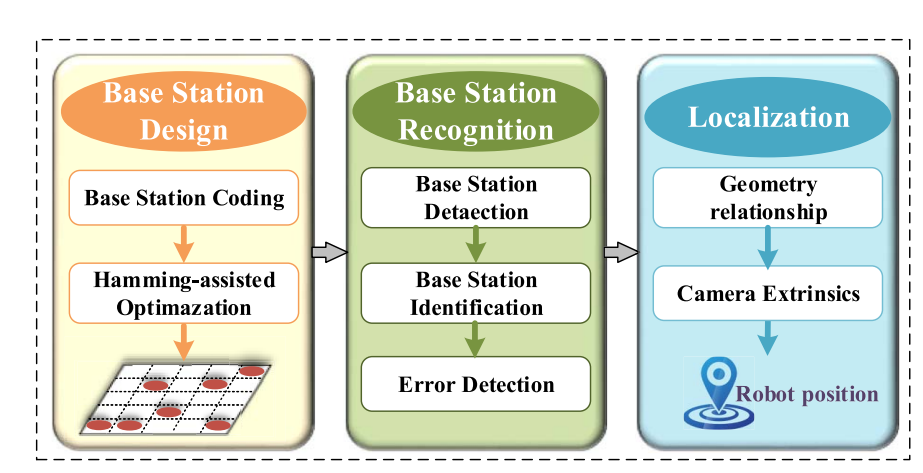 Base Station
Design
Base Station Coding
Hamming-assisted
Optimazation
Base Station
Recognition
Base Station
Detaection
Base Station
Identification
Error Detection
Localization
Geometry
relationship
Camera Extrinsics
Robot position